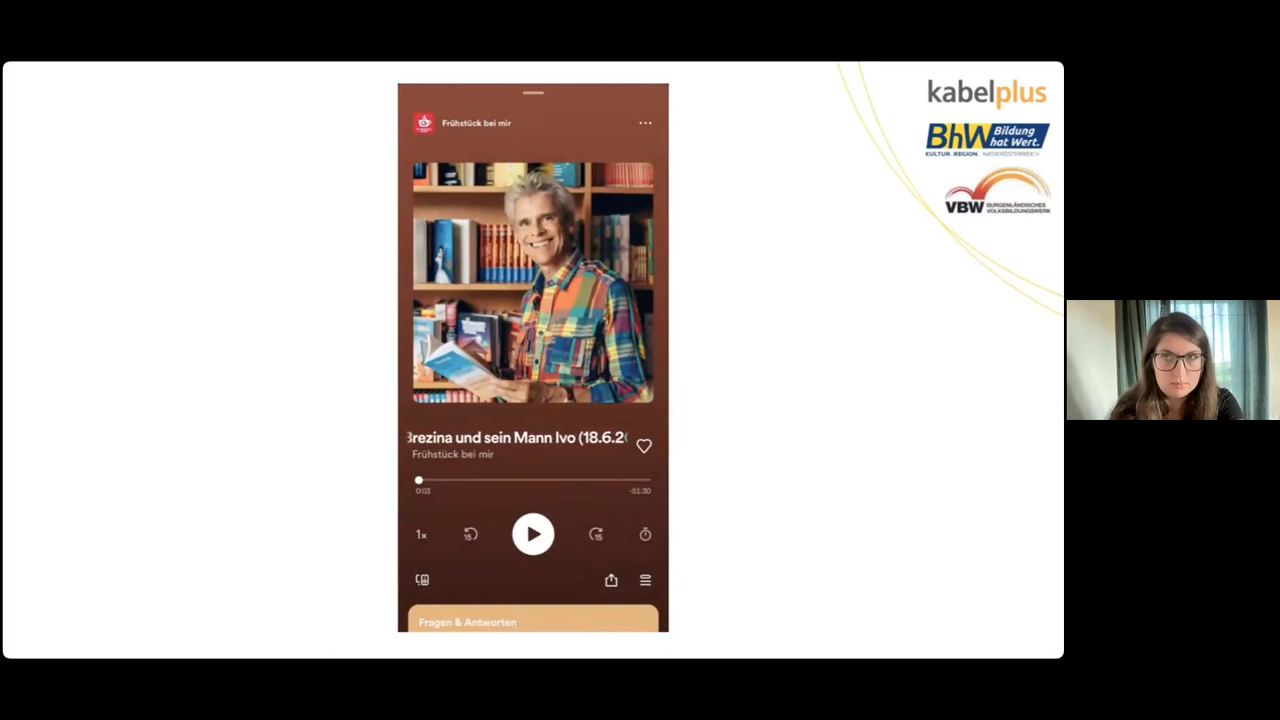 kabelplus
BhW Bildung hat Wert.
KULTUR.REGION NIEDERÖSTERREICH
VBW BURGENLÄNDISCHES VOLKSBILDUNGSWERK
Frühstück bei mir
Brezina und sein Mann Ivo (18.6.2
Frühstück bei mir
0:03
-51:30
1x
15
15
Fragen & Antworten